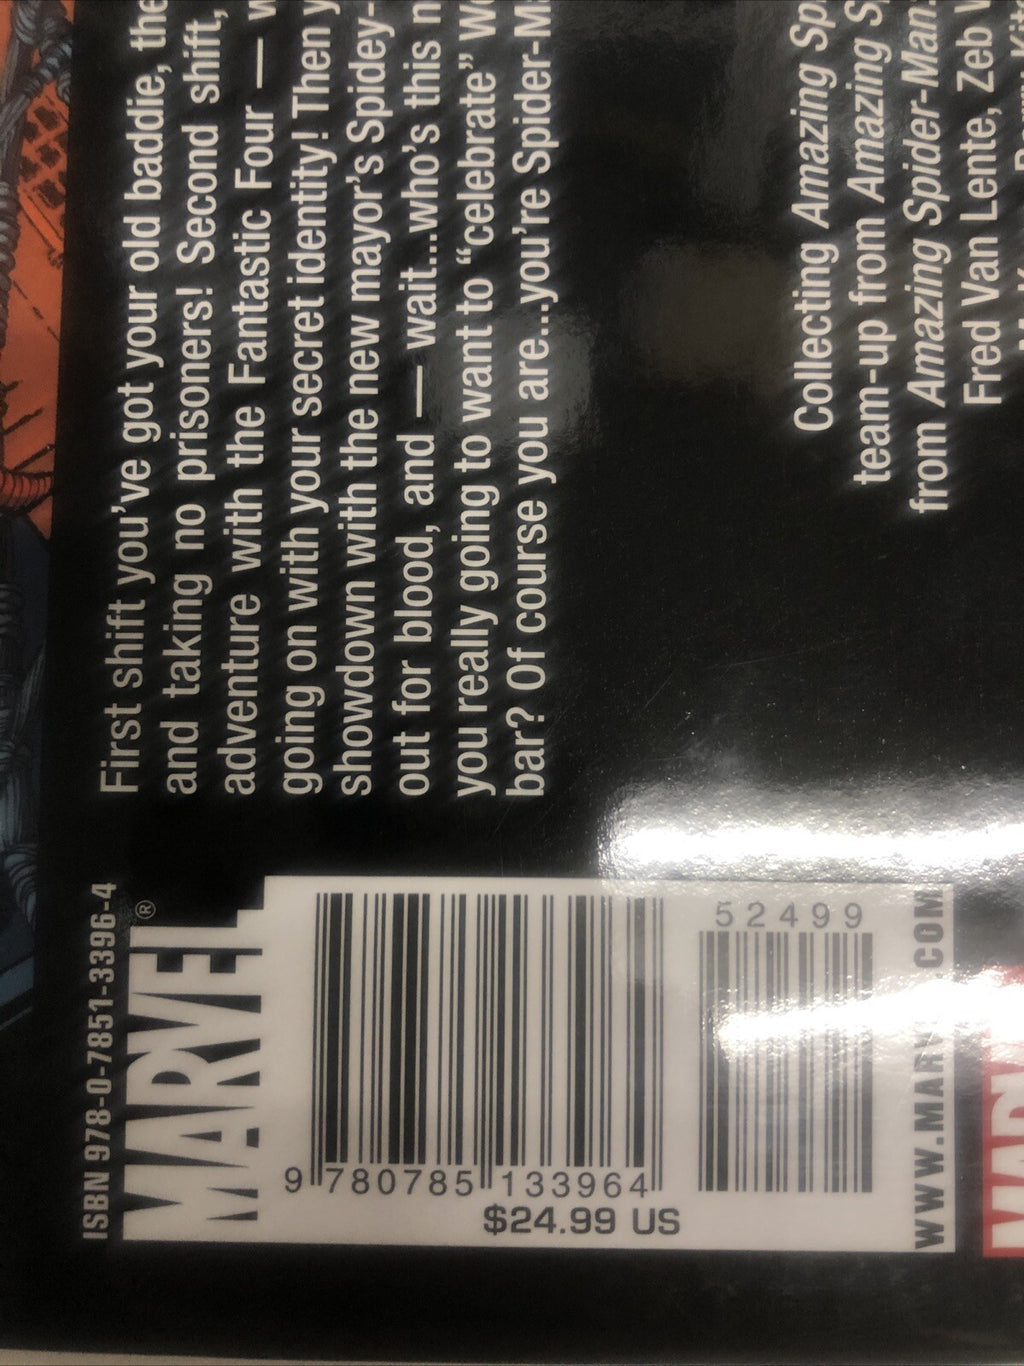 First shift you've got your old baddie, the
and taking no prisoners! Second shift,
adventure with the Fantastic Four —
going on with your secret identity! Then
showdown with the new mayor's Spidey-
out for blood, and — wait...who's this
you really going to want to "celebrate"
bar? Of course you are...you're Spider-
Collecting Amazing
team-up from Amazing
from Amazing Spider-Man
Fred Van Lente, Zeb
ISBN 978-0-7851-3396-4
MARVEL®
52499
9 780785 133964
$24.99 US
WWW.MARVEL.COM